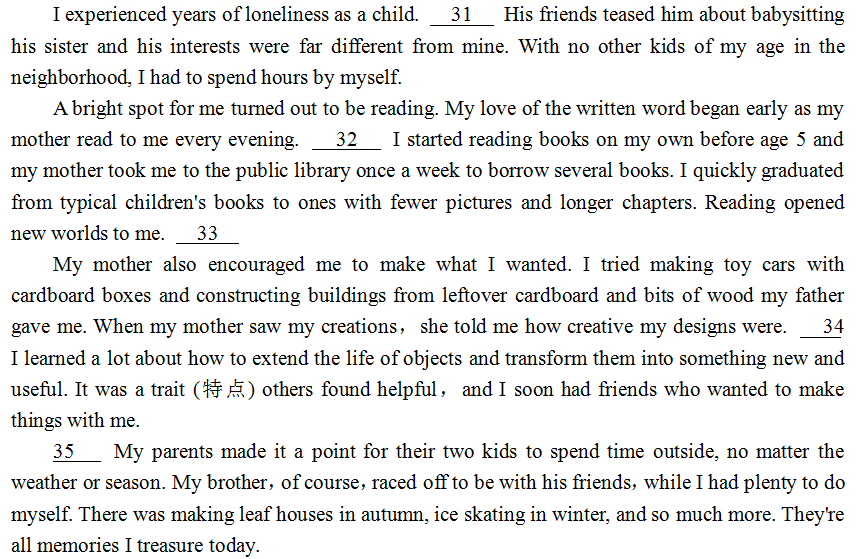 I experienced years of loneliness as a child. 31 His friends teased him about babysitting
his sister and his interests were far different from mine. With no other kids of my age in the
neighborhood, I had to spend hours by myself.
A bright spot for me turned out to be reading. My love of the written word began early as my
mother read to me every evening. 32 I started reading books on my own before age 5 and
my mother took me to the public library once a week to borrow several books. I quickly graduated
from typical children's books to ones with fewer pictures and longer chapters. Reading opened
new worlds to me. 33
My mother also encouraged me to make what I wanted. I tried making toy cars with
cardboard boxes and constructing buildings from leftover cardboard and bits of wood my father
gave me. When my mother saw my creations，she told me how creative my designs were. 34
I learned a lot about how to extend the life of objects and transform them into something new and
useful. It was a trait (特点) others found helpful，and I soon had friends who wanted to make
things with me.
35 My parents made it a point for their two kids to spend time outside, no matter the
weather or season. My brother，of course，raced off to be with his friends，while I had plenty to do
myself. There was making leaf houses in autumn, ice skating in winter, and so much more. They're
all memories I treasure today.